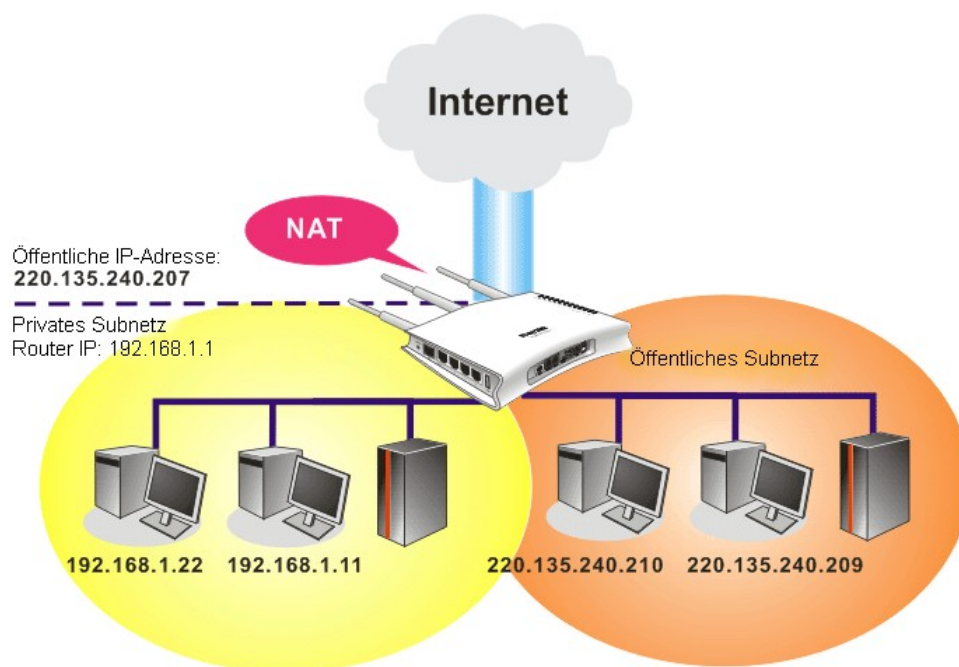 Internet
NAT
Öffentliche IP-Adresse:
220.135.240.207
Privates Subnetz
Router IP: 192.168.1.1
Öffentliches Subnetz
192.168.1.22
192.168.1.11
220.135.240.210
220.135.240.209